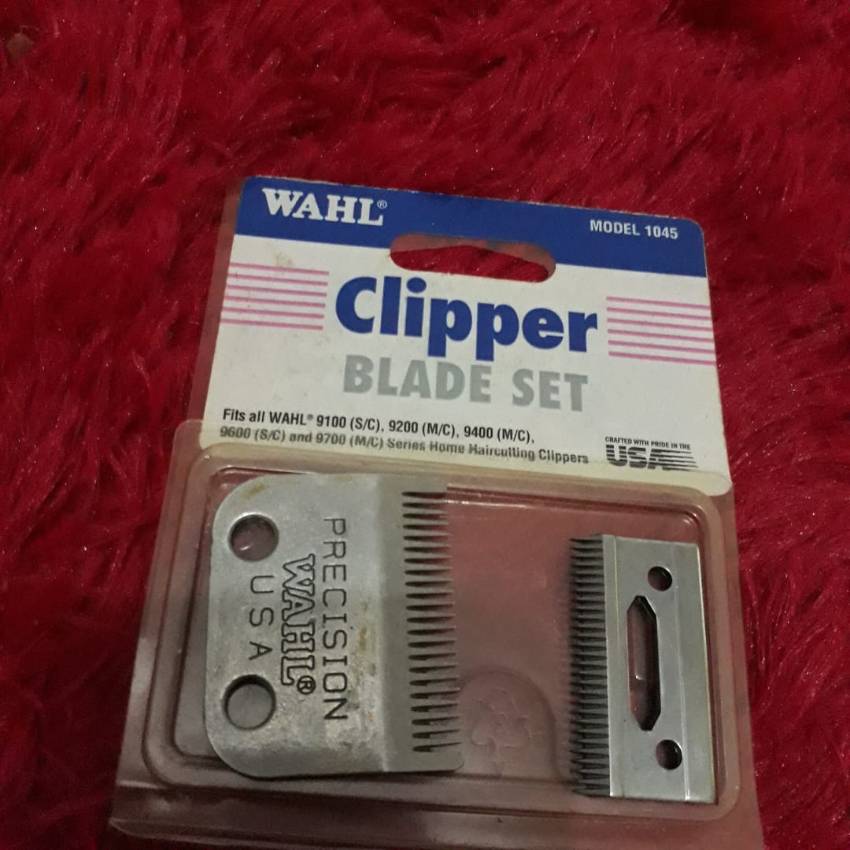 WAHL® MODEL 1045
Clipper
BLADE SET
Fits all WAHL® 9100 (S/C), 9200 (M/C), 9400 (M/C),
9600 (S/C) and 9700 (M/C) Series Home Haircutting Clippers
CRAFTED WITH PRIDE IN THE
USA
PRECISION
WAHL®
USA